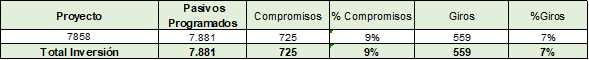 Proyecto Pasivos Programados Compromisos % Compromisos Giros %Giros
7858 7.881 725 9% 559 7%
Total Inversión 7.881 725 9% 559 7%